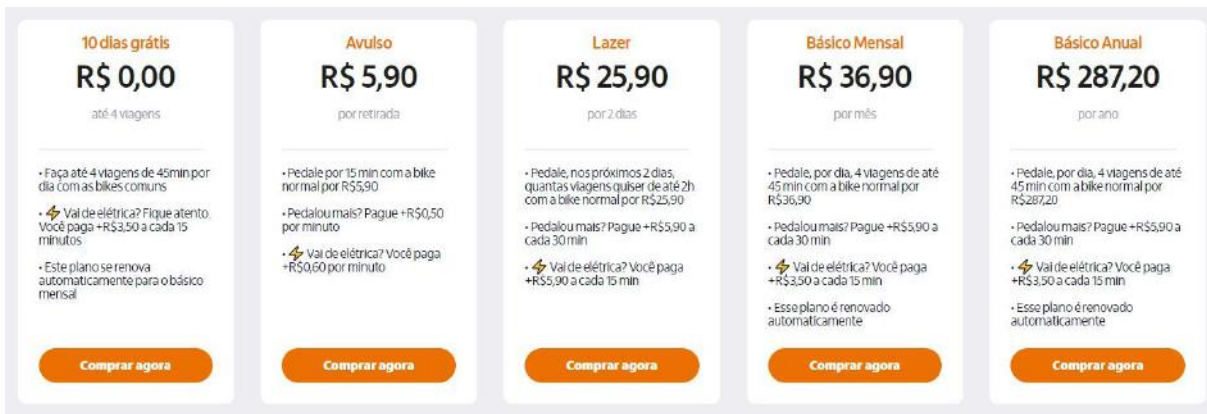 10 dias grátis
R$ 0,00
até 4 viagens
• Faça até 4 viagens de 45min por
dia com as bikes comuns
• Vai de elétrica? Fique atento.
Você paga +R$3,50 a cada 15
minutos
• Este plano se renova
automaticamente para o básico
mensal
Comprar agora
Avulso
R$ 5,90
por retirada
• Pedale por 15 min com a bike
normal por R$5,90
• Pedalou mais? Pague +R$0,50
por minuto
• Vai de elétrica? Você paga
+R$0,60 por minuto
Comprar agora
Lazer
R$ 25,90
por 2 dias
• Pedale, nos próximos 2 dias,
quantas viagens quiser de até 2h
com a bike normal por R$25,90
• Pedalou mais? Pague +R$5,90 a
cada 30 min
• Vai de elétrica? Você paga
+R$5,90 a cada 15 min
Comprar agora
Básico Mensal
R$ 36,90
por mês
• Pedale, por dia, 4 viagens de até
45 min com a bike normal por
R$36,90
• Pedalou mais? Pague +R$5,90 a
cada 30 min
• Vai de elétrica? Você paga
+R$3,50 a cada 15 min
• Esse plano é renovado
automaticamente
Comprar agora
Básico Anual
R$ 287,20
por ano
• Pedale, por dia, 4 viagens de até
45 min com a bike normal por
R$287,20
• Pedalou mais? Pague +R$5,90 a
cada 30 min
• Vai de elétrica? Você paga
+R$3,50 a cada 15 min
• Esse plano é renovado
automaticamente
Comprar agora